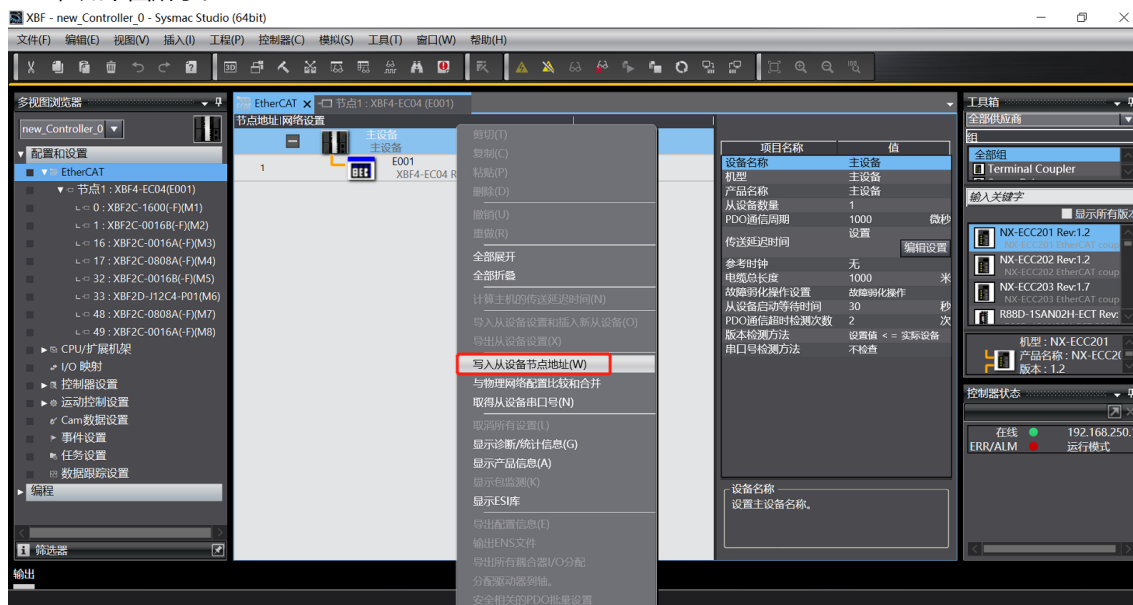 XBF - new_Controller_0 - Sysmac Studio (64bit)
文件(F) 编辑(E) 视图(V) 插入(I) 工程(P) 控制器(C) 模拟(S) 工具(T) 窗口(W) 帮助(H)
多视图浏览器
new_Controller_0
配置和设置
EtherCAT
节点1 : XBF4-EC04(E001)
0 : XBF2C-1600(-F)(M1)
1 : XBF2C-0016B(-F)(M2)
16 : XBF2C-0016A(-F)(M3)
17 : XBF2C-0808A(-F)(M4)
32 : XBF2C-0016B(-F)(M5)
33 : XBF2D-J12C4-P01(M6)
48 : XBF2C-0808A(-F)(M7)
49 : XBF2C-0016A(-F)(M8)
CPU/扩展机架
I/O 映射
控制器设置
运动控制设置
Cam数据设置
事件设置
任务设置
数据跟踪设置
编程
筛选器
输出
EtherCAT
节点1 : XBF4-EC04 (E001)
节点地址|网络设置
主设备
主设备
1
E001
XBF4-EC04 R
剪切(T)
复制(C)
粘贴(P)
删除(D)
撤销(U)
重做(R)
全部展开
全部折叠
计算主机的传送延迟时间(N)
导入从设备设置和插入新从设备(O)
导出从设备设置(X)
写入从设备节点地址(W)
与物理网络配置比较和合并
取得从设备串口号(N)
取消所有设置(L)
显示诊断/统计信息(G)
显示产品信息(A)
显示包监测(K)
显示ESI库
导出配置信息(E)
输出ENS文件
导出所有耦合器I/O分配
分配驱动器到轴。
安全相关的PDO批量设置
项目名称 值
设备名称 主设备
机型 主设备
产品名称 主设备
从设备数量 1
PDO通信周期 1000 微秒
传送延迟时间 设置
编辑设置
参考时钟 无
电缆总长度 1000 米
故障弱化操作设置 故障弱化操作
从设备启动等待时间 30 秒
PDO通信超时检测次数 2 次
版本检测方法 设置值 < = 实际设备
串口号检测方法 不检查
设备名称
设置主设备名称。
工具箱
全部供应商
组
全部组
Terminal Coupler
输入关键字
显示所有版本
NX-ECC201 Rev:1.2
NX-ECC201 EtherCAT coup
NX-ECC202 Rev:1.2
NX-ECC202 EtherCAT coup
NX-ECC203 Rev:1.7
NX-ECC203 EtherCAT coup
R88D-1SAN02H-ECT Rev:
机型 : NX-ECC201
产品名称 : NX-ECC2(
版本 : 1.2
控制器状态
在线 192.168.250.
ERR/ALM 运行模式